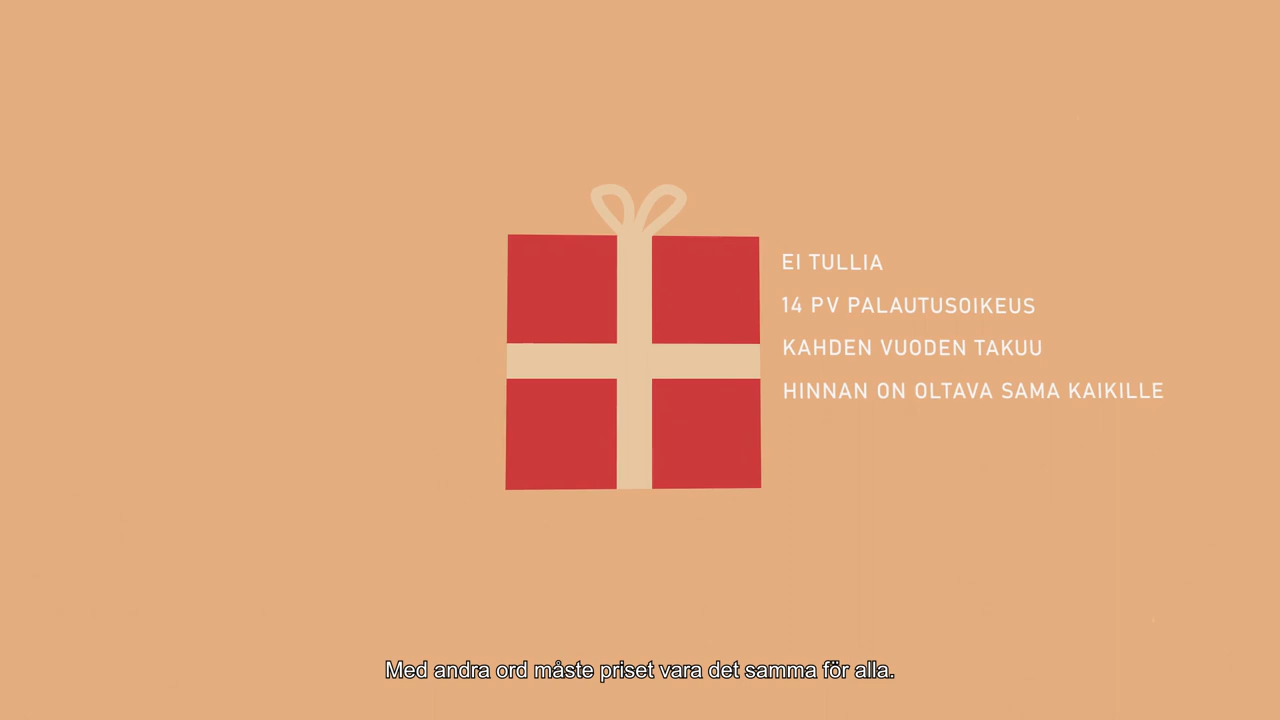 EI TULLIA
14 PV PALAUTUSOIKEUS
KAHDEN VUODEN TAKUU
HINNAN ON OLTAVA SAMA KAIKILLE
Med andra ord måste priset vara det samma för alla.